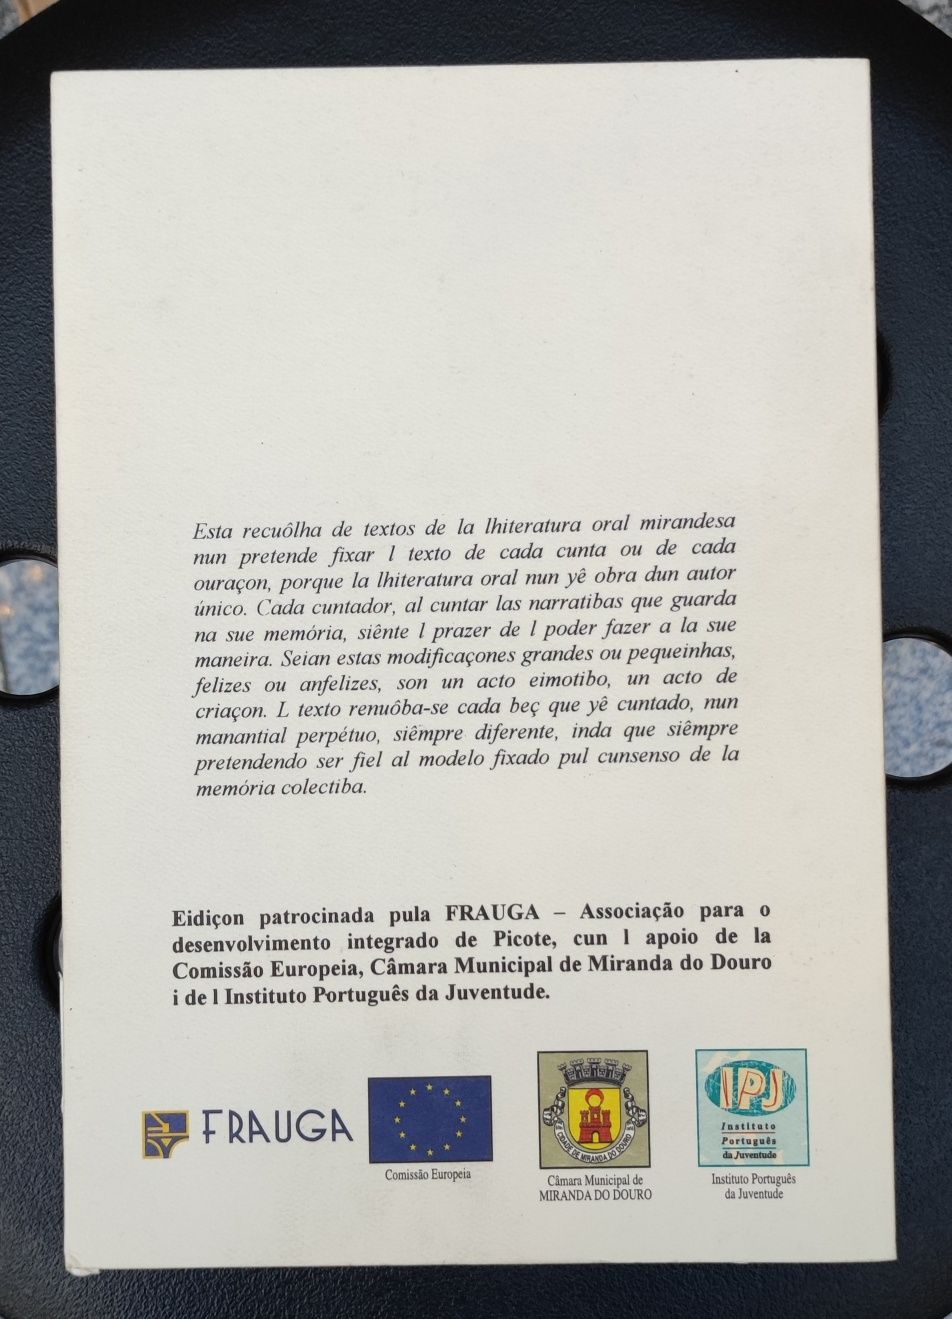 Esta recuôlha de textos de la lhiteratura oral mirandesa
nun pretende fixar l texto de cada cunta ou de cada
ouraçon, porque la lhiteratura oral nun yê obra dun autor
único. Cada cuntador, al cuntar las narratibas que guarda
na sue memória, siênte l prazer de l poder fazer a la sue
maneira. Seian estas modificaçones grandes ou pequeinhas,
felizes ou anfelizes, son un acto eimotibo, un acto de
criaçon. L texto renuôba-se cada beç que yê cuntado, nun
manantial perpétuo, siêmpre diferente, inda que siêmpre
pretendendo ser fiel al modelo fixado pul cunsenso de la
memória colectiba.
Eidiçon patrocinada pula FRAUGA – Associação para o
desenvolvimento integrado de Picote, cun l apoio de la
Comissão Europeia, Câmara Municipal de Miranda do Douro
i de l Instituto Português da Juventude.
FRAUGA
Comissão Europeia
CIDADE DE MIRANDA DO DOURO
Câmara Municipal de
MIRANDA DO DOURO
IPJ
Instituto
Português
da Juventude
Instituto Português
da Juventude